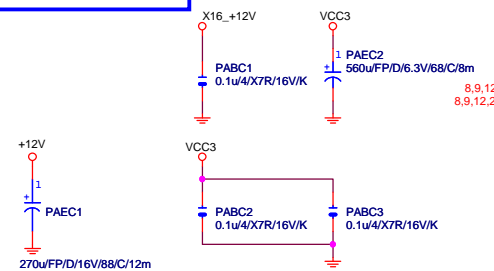 X16_+12V
VCC3
PABC1
0.1u/4/X7R/16V/K
1
PAEC2
+
560u/FP/D/6.3V/68/C/8m
8,9,12
8,9,12,2
+12V
1
+
PAEC1
270u/FP/D/16V/88/C/12m
VCC3
PABC2
0.1u/4/X7R/16V/K
PABC3
0.1u/4/X7R/16V/K